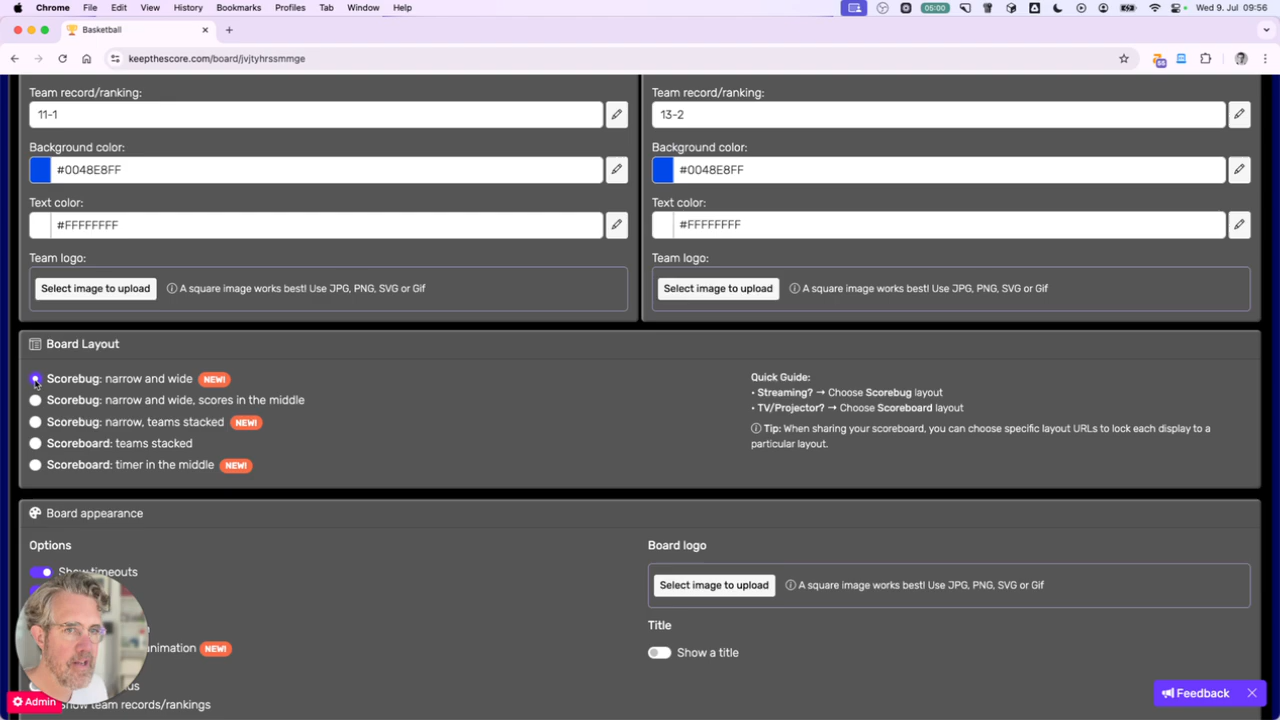 Chrome File Edit View History Bookmarks Profiles Tab Window Help 05:00 Wed 9. Jul 09:56
Basketball
keepthescore.com/board/jvjtyhrssmmge
Team record/ranking:
11-1
Background color:
#0048E8FF
Text color:
#FFFFFFFF
Team logo:
Select image to upload ⓘ A square image works best! Use JPG, PNG, SVG or Gif
Team record/ranking:
13-2
Background color:
#0048E8FF
Text color:
#FFFFFFFF
Team logo:
Select image to upload ⓘ A square image works best! Use JPG, PNG, SVG or Gif
Board Layout
Scorebug: narrow and wide NEW!
Scorebug: narrow and wide, scores in the middle
Scorebug: narrow, teams stacked NEW!
Scoreboard: teams stacked
Scoreboard: timer in the middle NEW!
Quick Guide:
• Streaming? → Choose Scorebug layout
• TV/Projector? → Choose Scoreboard layout
ⓘ Tip: When sharing your scoreboard, you can choose specific layout URLs to lock each display to a
particular layout.
Board appearance
Options
Show timeouts
animation NEW!
Show team records/rankings
Board logo
Select image to upload ⓘ A square image works best! Use JPG, PNG, SVG or Gif
Title
Show a title
Admin
Feedback